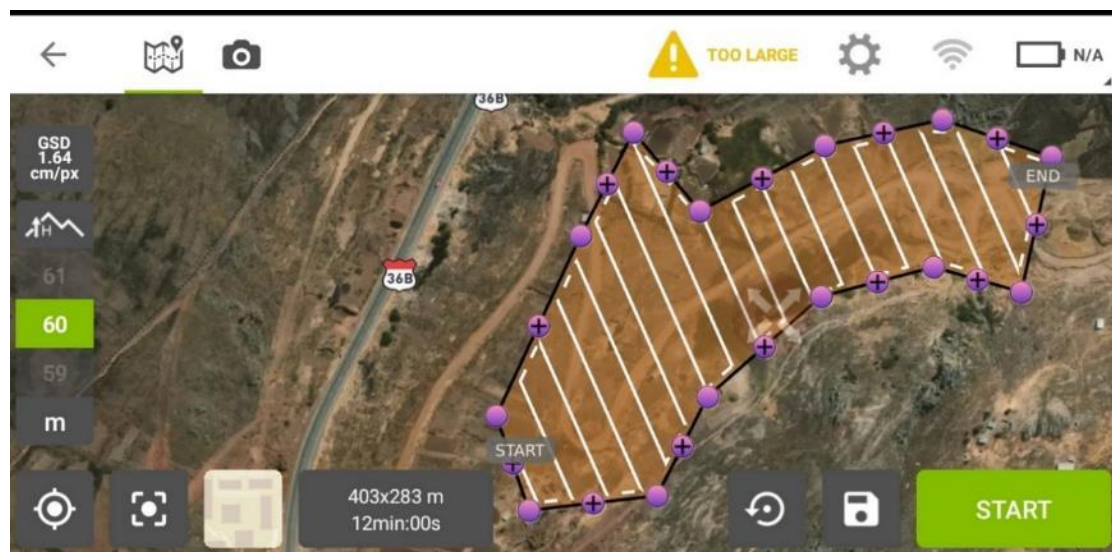 TOO LARGE
N/A
GSD
1.64
cm/px
H
61
60
59
m
36B
36B
END
START
403x283 m
12min:00s
START